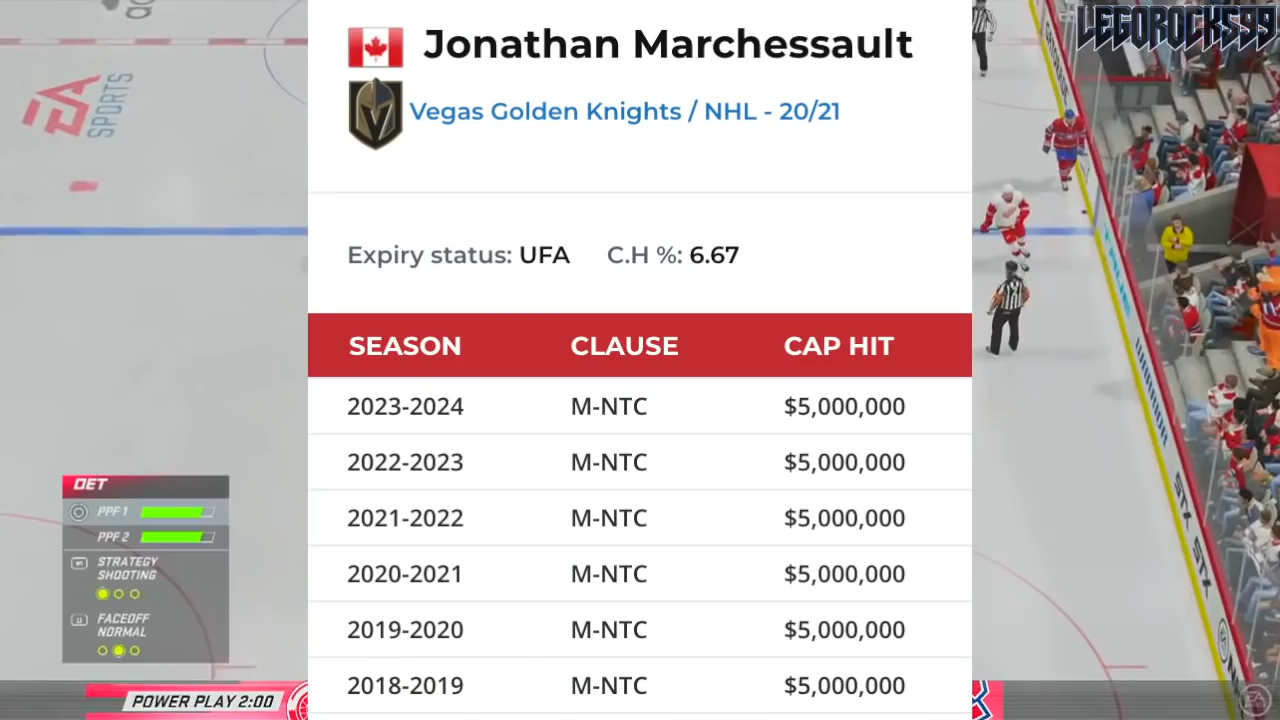 LEGOROCKS99
Jonathan Marchessault
Vegas Golden Knights / NHL - 20/21
EA
SPORTS
Expiry status: UFA C.H %: 6.67
SEASON CLAUSE CAP HIT
2023-2024 M-NTC $5,000,000
2022-2023 M-NTC $5,000,000
2021-2022 M-NTC $5,000,000
2020-2021 M-NTC $5,000,000
2019-2020 M-NTC $5,000,000
2018-2019 M-NTC $5,000,000
WARRIOR
STX STX
DET
PPF 1
PPF 2
STRATEGY
SHOOTING
FACEOFF
NORMAL
POWER PLAY 2:00